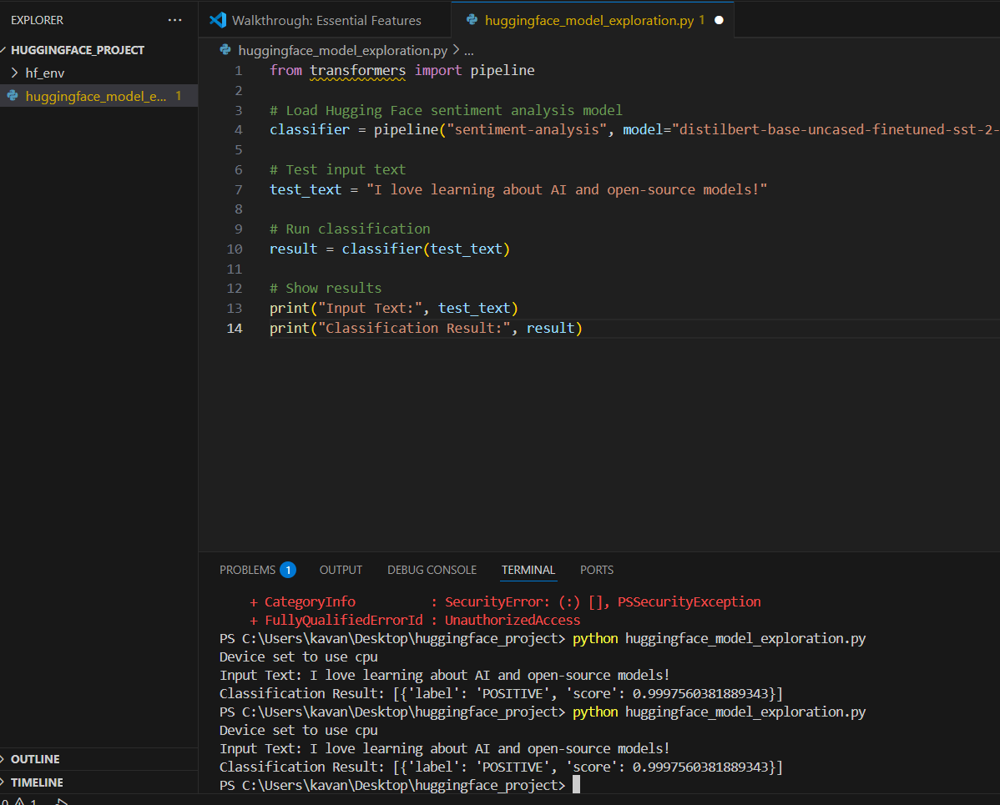 EXPLORER
···
Walkthrough: Essential Features
huggingface_model_exploration.py 1
HUGGINGFACE_PROJECT
hf_env
huggingface_model_e... 1
huggingface_model_exploration.py > ...
1 from transformers import pipeline
2
3 # Load Hugging Face sentiment analysis model
4 classifier = pipeline("sentiment-analysis", model="distilbert-base-uncased-finetuned-sst-2-
5
6 # Test input text
7 test_text = "I love learning about AI and open-source models!"
8
9 # Run classification
10 result = classifier(test_text)
11
12 # Show results
13 print("Input Text:", test_text)
14 print("Classification Result:", result)
PROBLEMS 1 OUTPUT DEBUG CONSOLE TERMINAL PORTS
+ CategoryInfo          : SecurityError: (:) [], PSSecurityException
+ FullyQualifiedErrorId : UnauthorizedAccess
PS C:\Users\kavan\Desktop\huggingface_project> python huggingface_model_exploration.py
Device set to use cpu
Input Text: I love learning about AI and open-source models!
Classification Result: [{'label': 'POSITIVE', 'score': 0.9997560381889343}]
PS C:\Users\kavan\Desktop\huggingface_project> python huggingface_model_exploration.py
Device set to use cpu
Input Text: I love learning about AI and open-source models!
Classification Result: [{'label': 'POSITIVE', 'score': 0.9997560381889343}]
PS C:\Users\kavan\Desktop\huggingface_project>
OUTLINE
TIMELINE